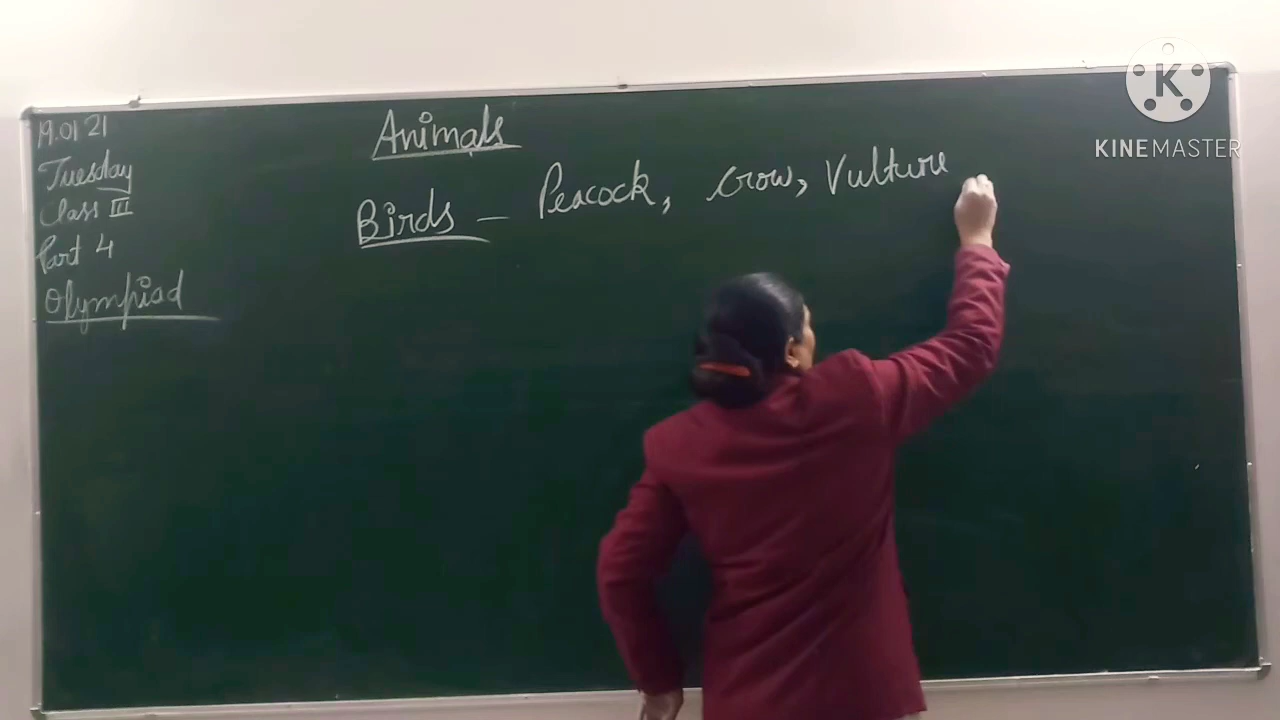 19.01.21
Tuesday
Class III
Part 4
Olympiad
Animals
Birds - Peacock, crow, Vulture
K
KINEMASTER